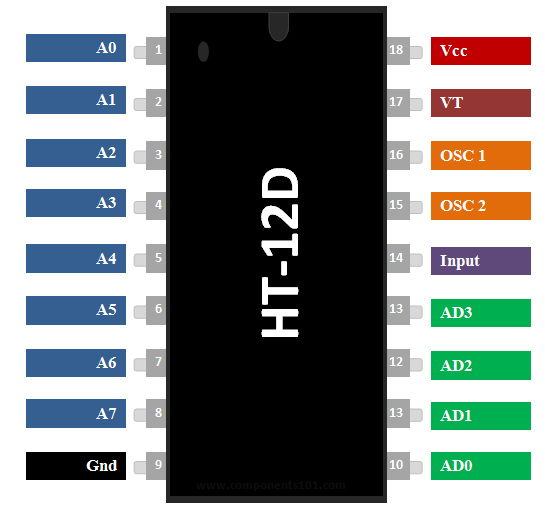 A0 1 18 Vcc
A1 2 17 VT
A2 3 16 OSC 1
A3 4 15 OSC 2
A4 5 14 Input
A5 6 13 AD3
A6 7 12 AD2
A7 8 13 AD1
Gnd 9 10 AD0
HT-12D
www.components101.com